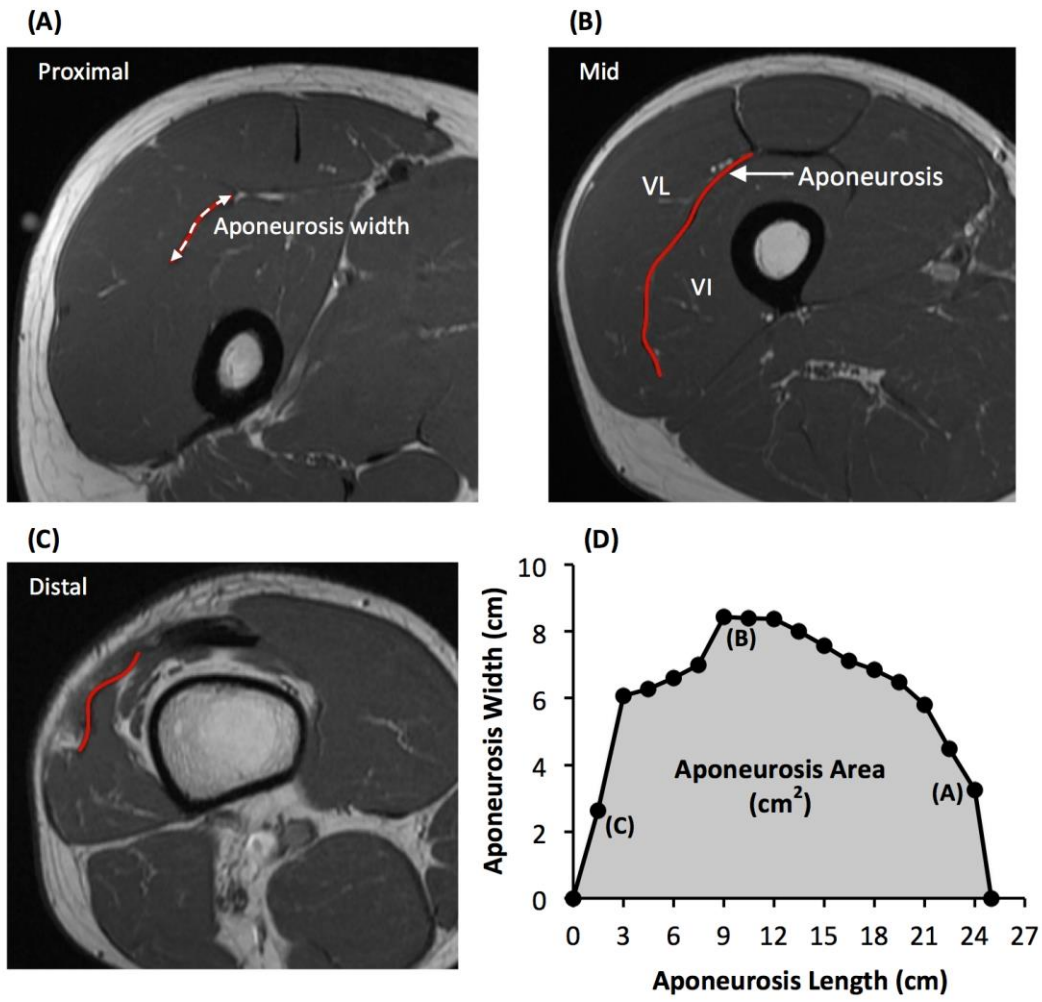 (A)
Proximal
Aponeurosis width
(B)
Mid
VL
Aponeurosis
VI
(C)
Distal
(D)
Aponeurosis Width (cm)
10
8
6
4
2
0
(B)
Aponeurosis Area
(cm²)
(A)
(C)
0 3 6 9 12 15 18 21 24 27
Aponeurosis Length (cm)